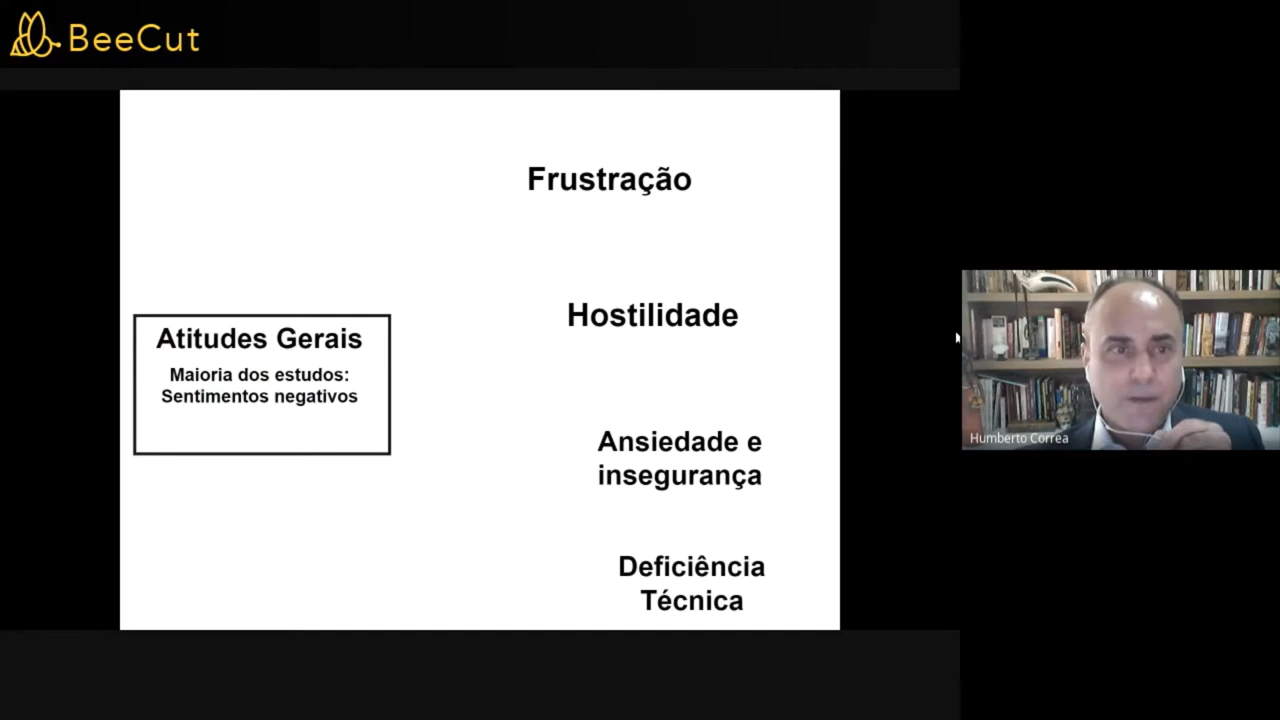 BeeCut
Frustração
Hostilidade
Atitudes Gerais
Maioria dos estudos:
Sentimentos negativos
Ansiedade e
insegurança
Deficiência
Técnica
Humberto Correa